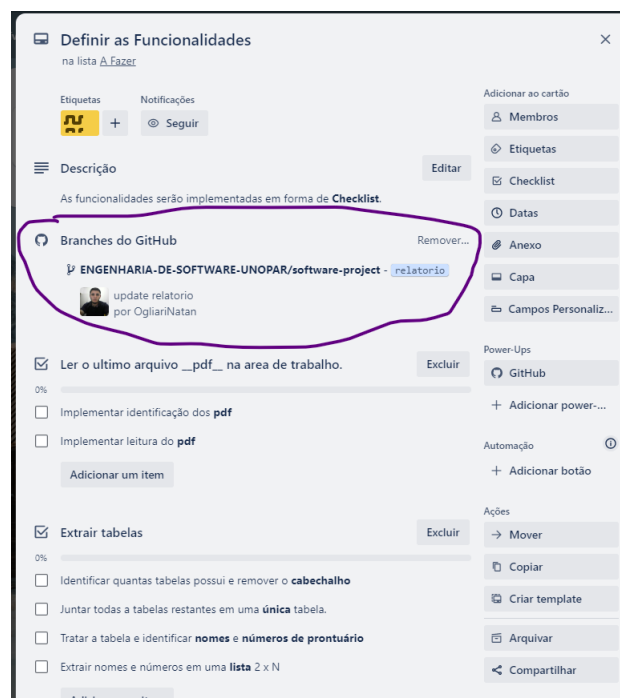 Definir as Funcionalidades
na lista A Fazer
Etiquetas
Notificações
Seguir
Descrição
Editar
As funcionalidades serão implementadas em forma de Checklist.
Branches do GitHub
Remover...
ENGENHARIA-DE-SOFTWARE-UNOPAR/software-project - relatorio
update relatorio
por OgliariNatan
Ler o ultimo arquivo __pdf__ na area de trabalho.
Excluir
0%
Implementar identificação dos pdf
Implementar leitura do pdf
Adicionar um item
Extrair tabelas
Excluir
0%
Identificar quantas tabelas possui e remover o cabechalho
Juntar todas a tabelas restantes em uma única tabela.
Tratar a tabela e identificar nomes e números de prontuário
Extrair nomes e números em uma lista 2 x N
Adicionar ao cartão
Membros
Etiquetas
Checklist
Datas
Anexo
Capa
Campos Personaliz...
Power-Ups
GitHub
+ Adicionar power-...
Automação
+ Adicionar botão
Ações
Mover
Copiar
Criar template
Arquivar
Compartilhar